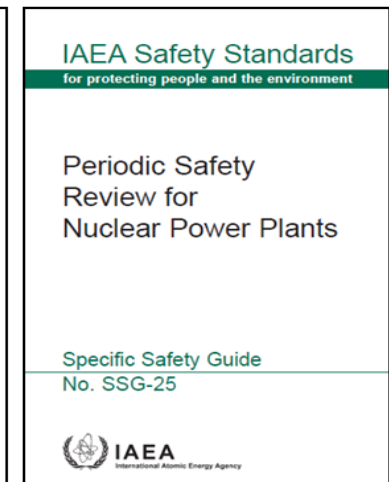 IAEA Safety Standards
for protecting people and the environment
Periodic Safety
Review for
Nuclear Power Plants
Specific Safety Guide
No. SSG-25
IAEA
International Atomic Energy Agency